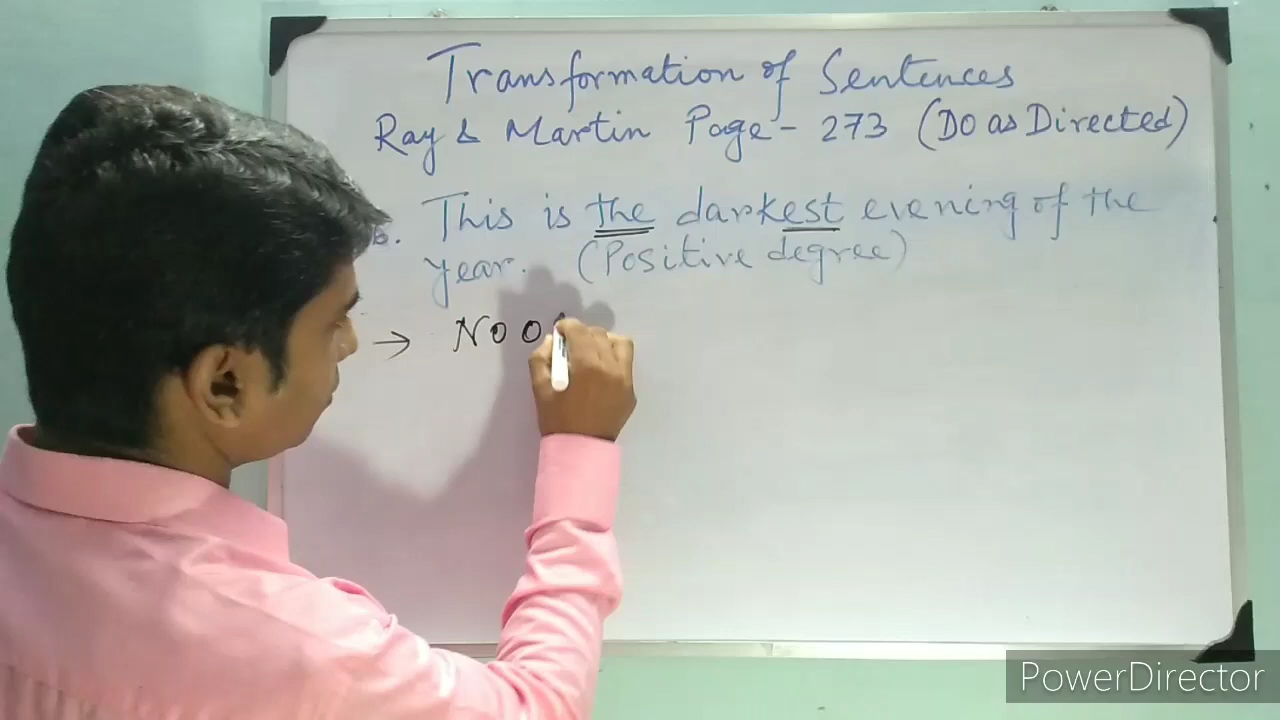 Transformation of Sentences
Ray & Martin Page - 273 (Do as Directed)
b. This is the darkest evening of the
year. (Positive degree)
→ No
PowerDirector